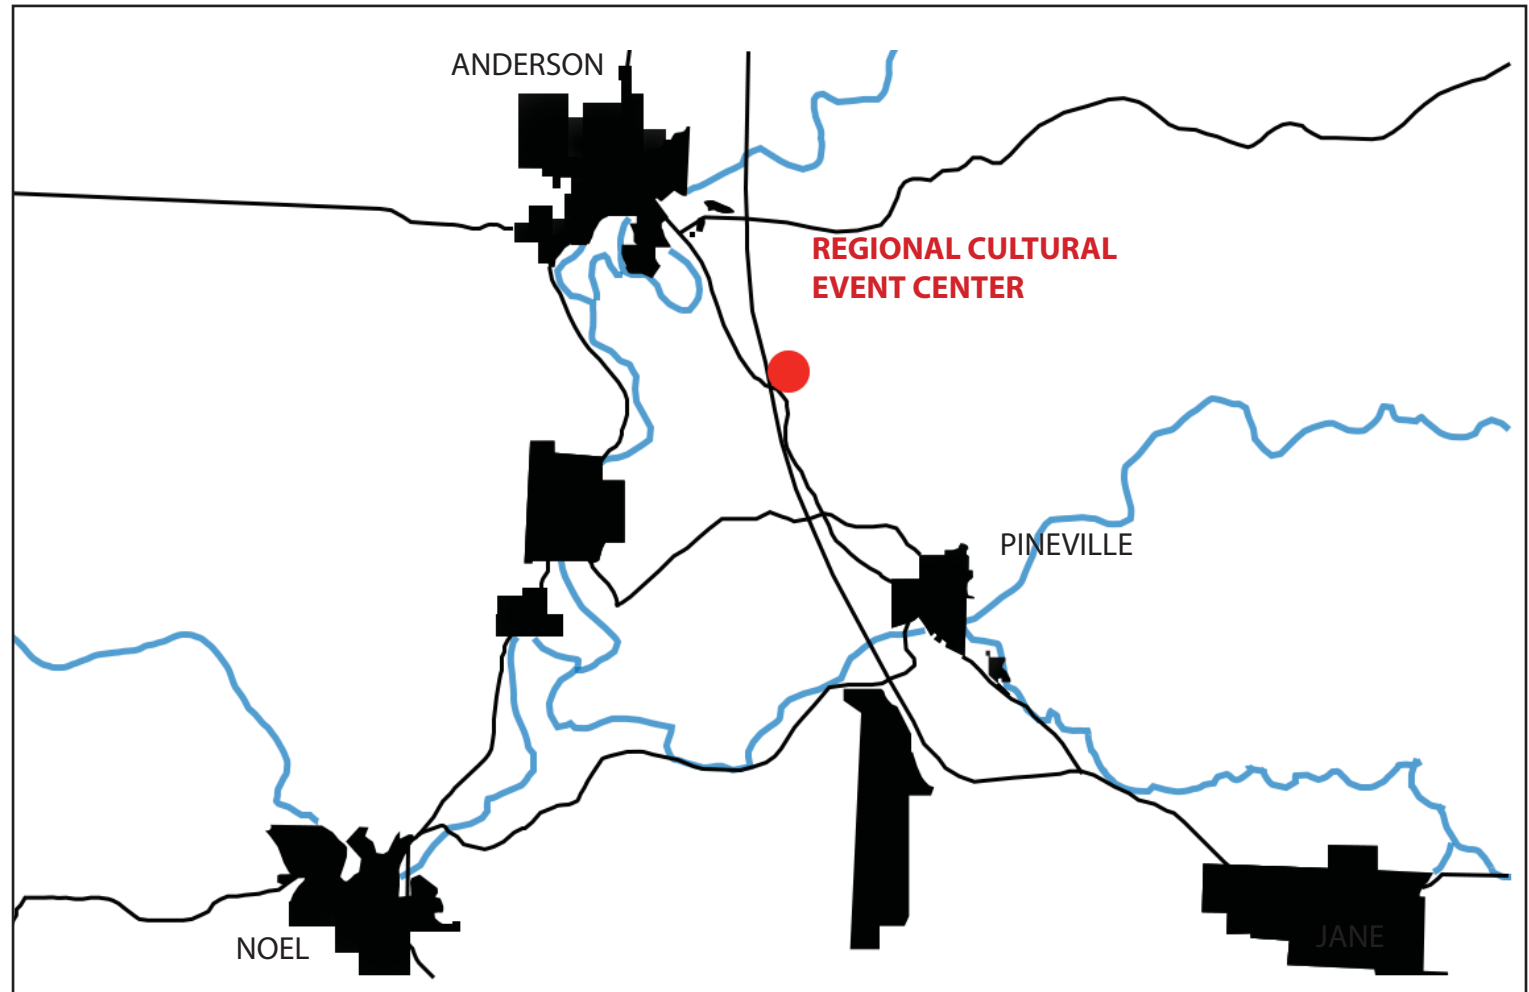 ANDERSON
REGIONAL CULTURAL
EVENT CENTER
PINEVILLE
NOEL
JANE